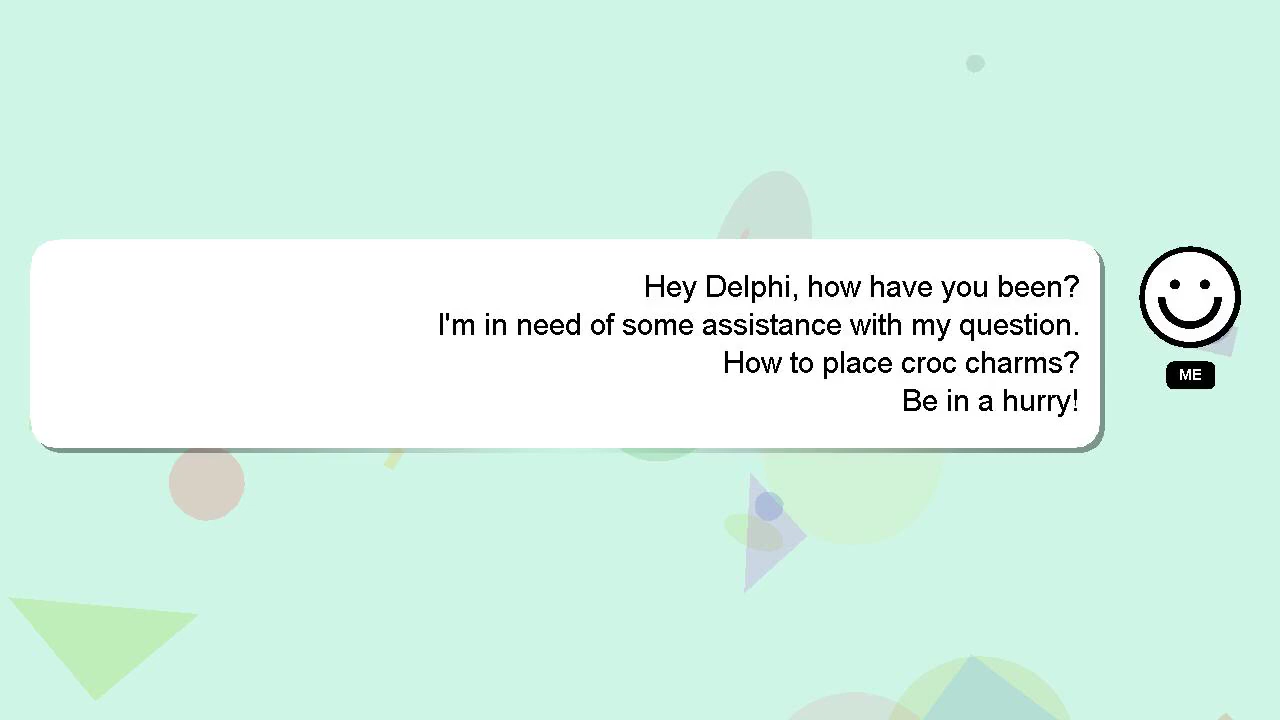 Hey Delphi, how have you been?
I'm in need of some assistance with my question.
How to place croc charms?
Be in a hurry!
ME